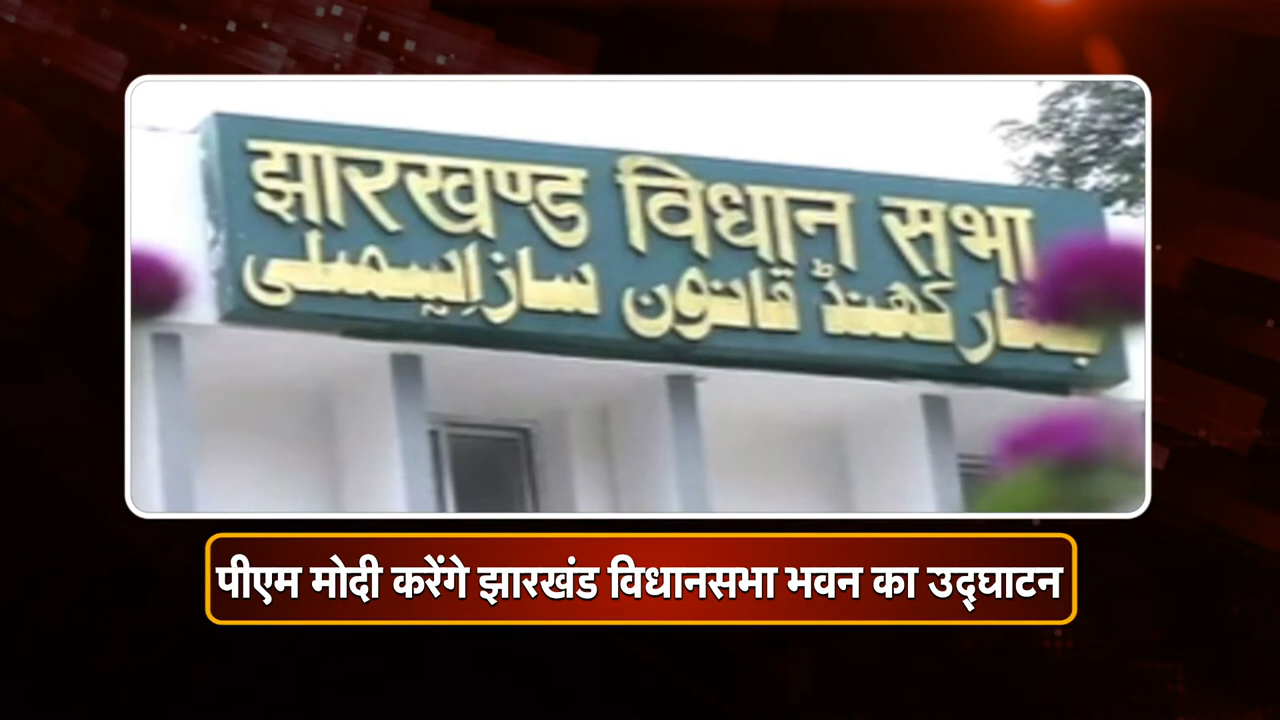 झारखण्ड विधान सभा
جھارکھنڈ قانون ساز اسمبلی
पीएम मोदी करेंगे झारखंड विधानसभा भवन का उद्घाटन